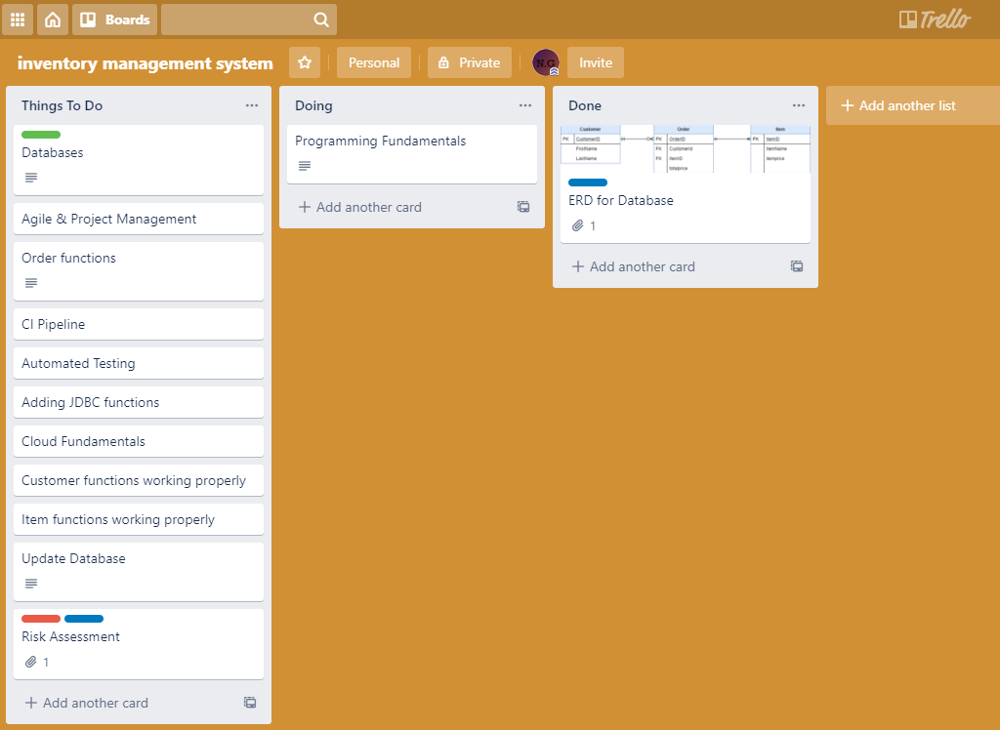 Boards
Trello
inventory management system
Personal
Private
N.G
Invite
Things To Do
Databases
Agile & Project Management
Order functions
CI Pipeline
Automated Testing
Adding JDBC functions
Cloud Fundamentals
Customer functions working properly
Item functions working properly
Update Database
Risk Assessment
1
+ Add another card
Doing
Programming Fundamentals
+ Add another card
Done
Customer
PK CustomerID
FirstName
LastName
Order
PK OrderID
FK CustomerId
FK ItemID
totalprice
Item
PK ItemID
ItemName
itemprice
ERD for Database
1
+ Add another card
+ Add another list